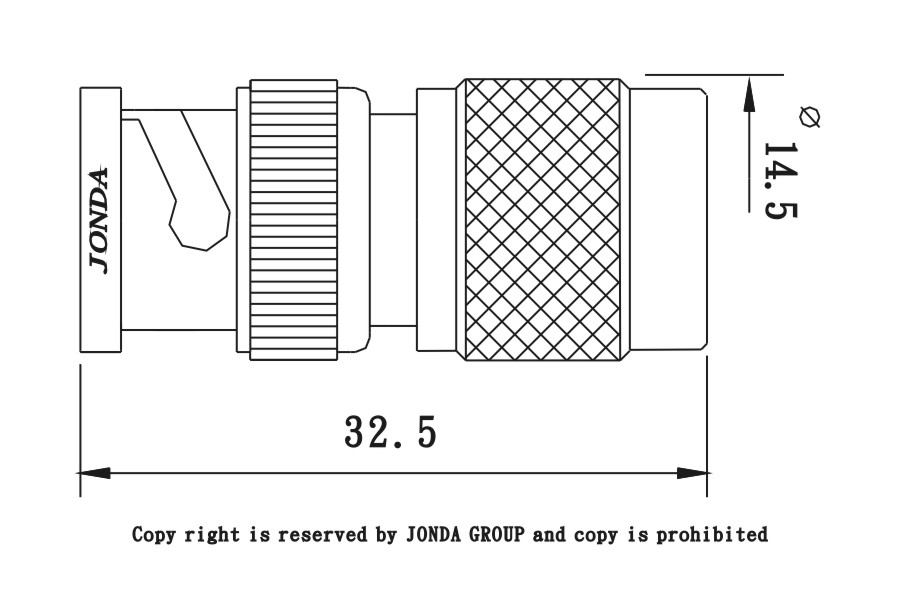 JONDA
⌀ 14.5
32.5
Copy right is reserved by JONDA GROUP and copy is prohibited